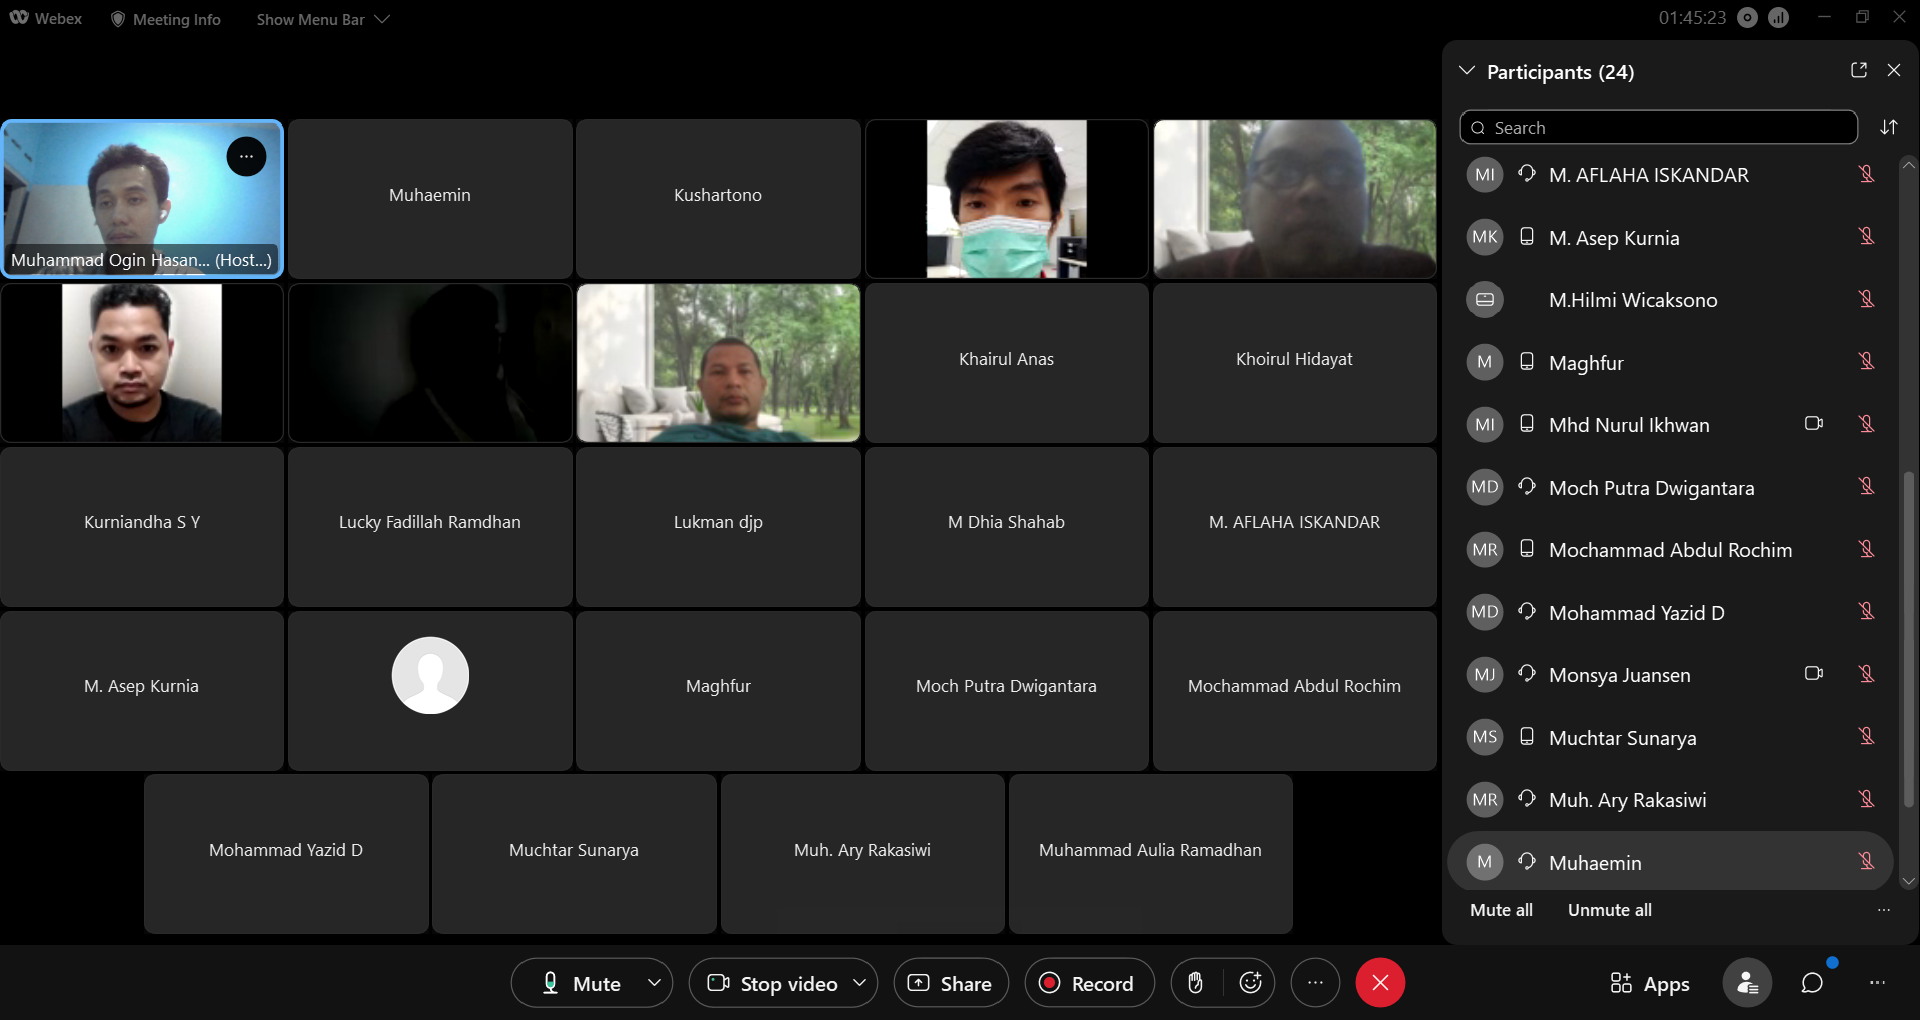 Webex
Meeting Info
Show Menu Bar
01:45:23
Participants (24)
Search
Muhammad Ogin Hasan... (Host...)
Muhaemin
Kushartono
Khairul Anas
Khoirul Hidayat
Kurniandha S Y
Lucky Fadillah Ramdhan
Lukman djp
M Dhia Shahab
M. AFLAHA ISKANDAR
M. Asep Kurnia
Maghfur
Moch Putra Dwigantara
Mochammad Abdul Rochim
Mohammad Yazid D
Muchtar Sunarya
Muh. Ary Rakasiwi
Muhammad Aulia Ramadhan
MI M. AFLAHA ISKANDAR
MK M. Asep Kurnia
M.Hilmi Wicaksono
M Maghfur
MI Mhd Nurul Ikhwan
MD Moch Putra Dwigantara
MR Mochammad Abdul Rochim
MD Mohammad Yazid D
MJ Monsya Juansen
MS Muchtar Sunarya
MR Muh. Ary Rakasiwi
M Muhaemin
Mute all Unmute all
Mute
Stop video
Share
Record
Apps